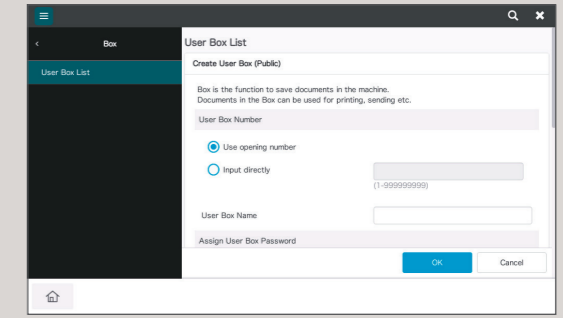 Box
User Box List
User Box List
Create User Box (Public)
Box is the function to save documents in the machine.
Documents in the Box can be used for printing, sending etc.
User Box Number
Use opening number
Input directly
(1-999999999)
User Box Name
Assign User Box Password
OK
Cancel